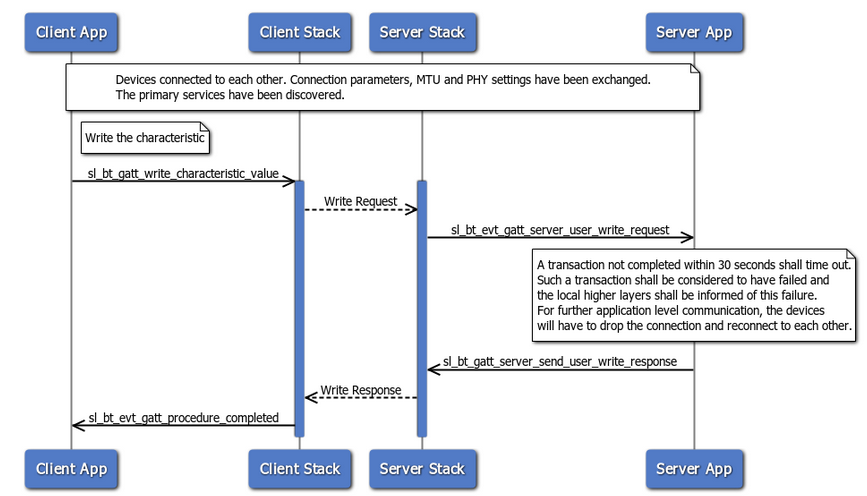 Client App
Client Stack
Server Stack
Server App
Devices connected to each other. Connection parameters, MTU and PHY settings have been exchanged.
The primary services have been discovered.
Write the characteristic
sl_bt_gatt_write_characteristic_value
Write Request
sl_bt_evt_gatt_server_user_write_request
A transaction not completed within 30 seconds shall time out.
Such a transaction shall be considered to have failed and
the local higher layers shall be informed of this failure.
For further application level communication, the devices
will have to drop the connection and reconnect to each other.
sl_bt_gatt_server_send_user_write_response
Write Response
sl_bt_evt_gatt_procedure_completed
Client App
Client Stack
Server Stack
Server App